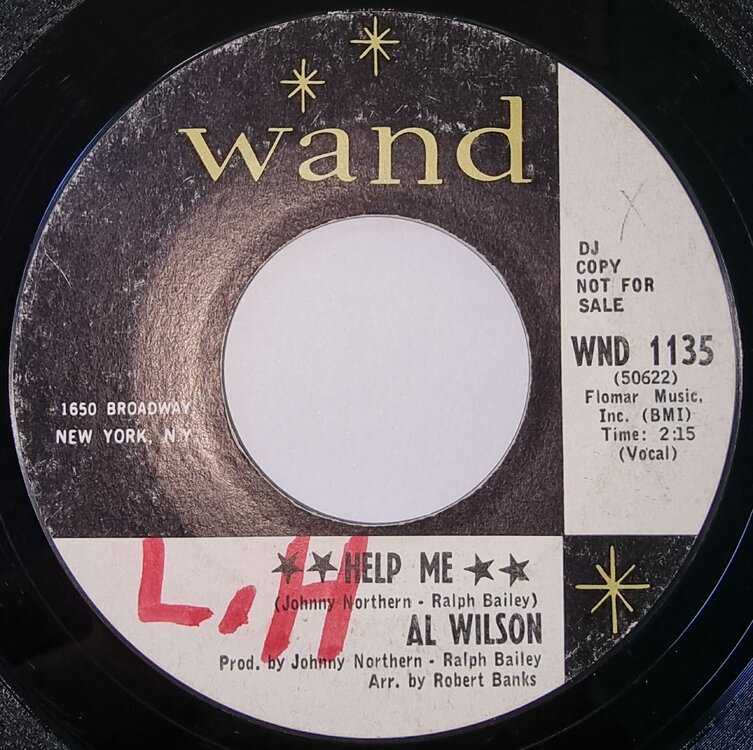 wand
X
DJ
COPY
NOT FOR
SALE
WND 1135
(50622)
Flomar Music,
Inc. (BMI)
Time: 2:15
(Vocal)
1650 BROADWAY
NEW YORK, N.Y
L.H
★★ HELP ME ★★
(Johnny Northern - Ralph Bailey)
AL WILSON
Prod. by Johnny Northern - Ralph Bailey
Arr. by Robert Banks